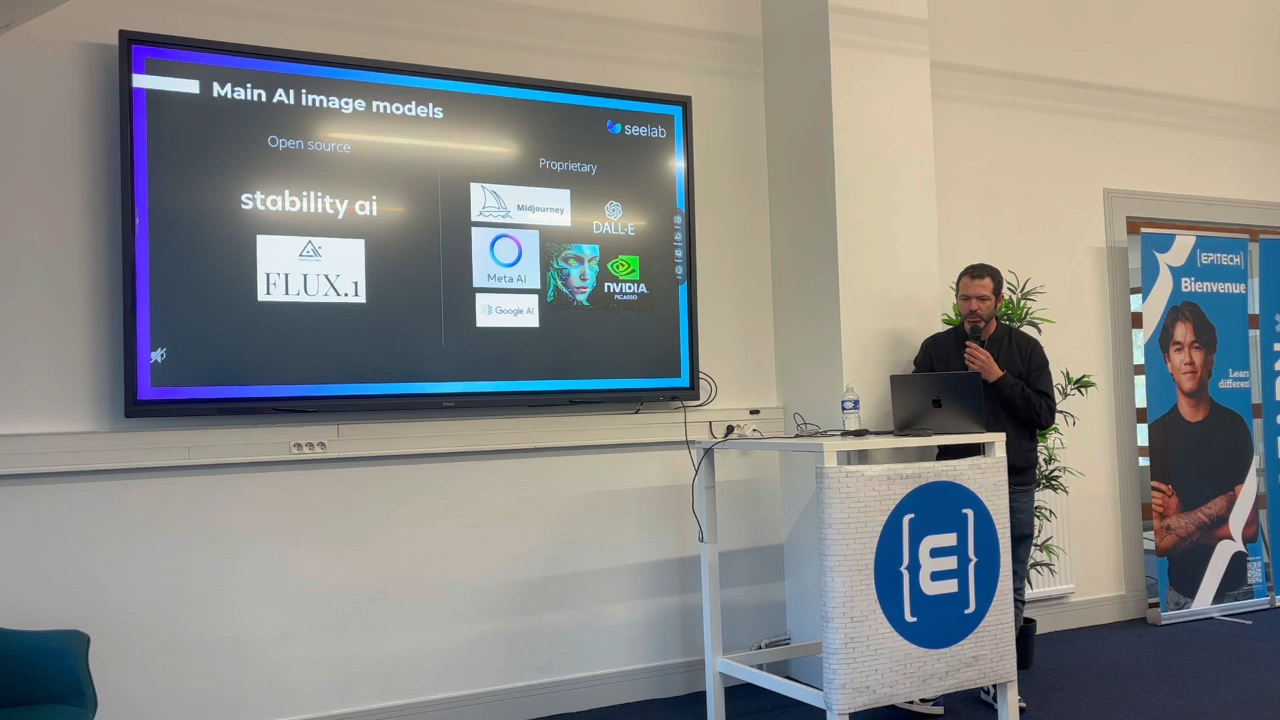 Main AI image models
seelab
Open source
Proprietary
stability.ai
FLUX.1
Midjourney
DALL·E
Meta AI
NVIDIA.
PICASSO
Google AI
{EPITECH}
Bienvenue
Learn
different
{E}